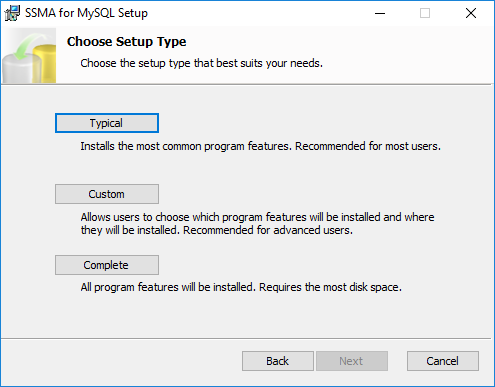 SSMA for MySQL Setup
Choose Setup Type
Choose the setup type that best suits your needs.
Typical
Installs the most common program features. Recommended for most users.
Custom
Allows users to choose which program features will be installed and where
they will be installed. Recommended for advanced users.
Complete
All program features will be installed. Requires the most disk space.
Back
Next
Cancel